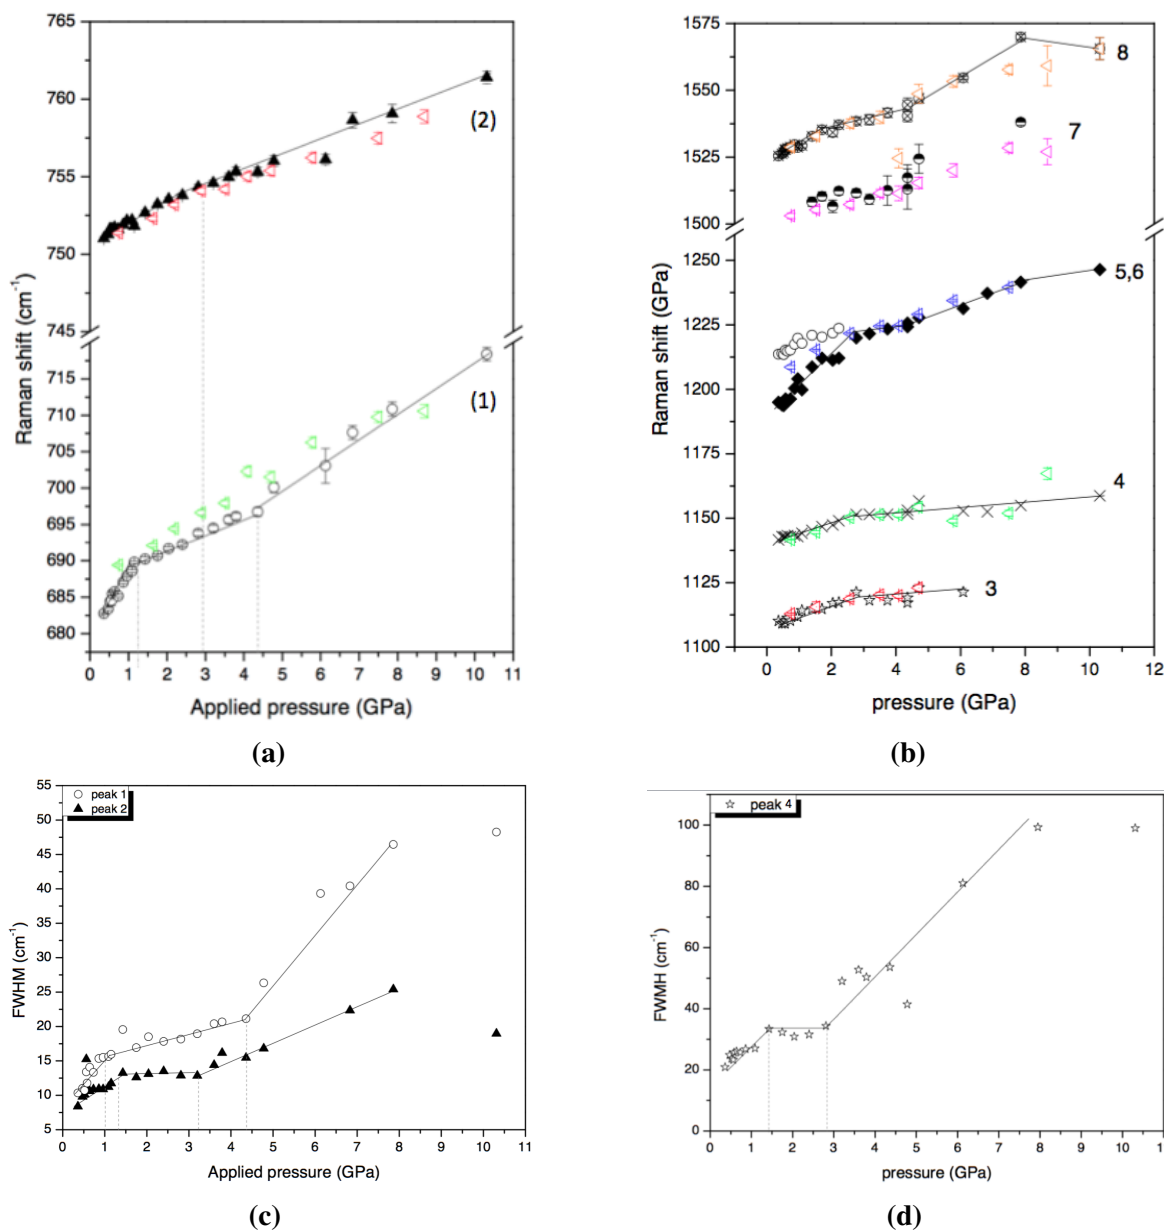 765
760
755
750
745
715
710
705
700
695
690
685
680
0 1 2 3 4 5 6 7 8 9 10 11
Raman shift (cm⁻¹)
Applied pressure (GPa)
(2)
(1)
(a)
1575
1550
1525
1500
1250
1225
1200
1175
1150
1125
1100
0 2 4 6 8 10 12
Raman shift (GPa)
pressure (GPa)
8
7
5,6
4
3
(b)
55
50
45
40
35
30
25
20
15
10
5
0 1 2 3 4 5 6 7 8 9 10 11
FWHM (cm⁻¹)
Applied pressure (GPa)
peak 1
peak 2
(c)
100
80
60
40
20
0
0 1 2 3 4 5 6 7 8 9 10 11
FWMH (cm⁻¹)
pressure (GPa)
peak 4
(d)